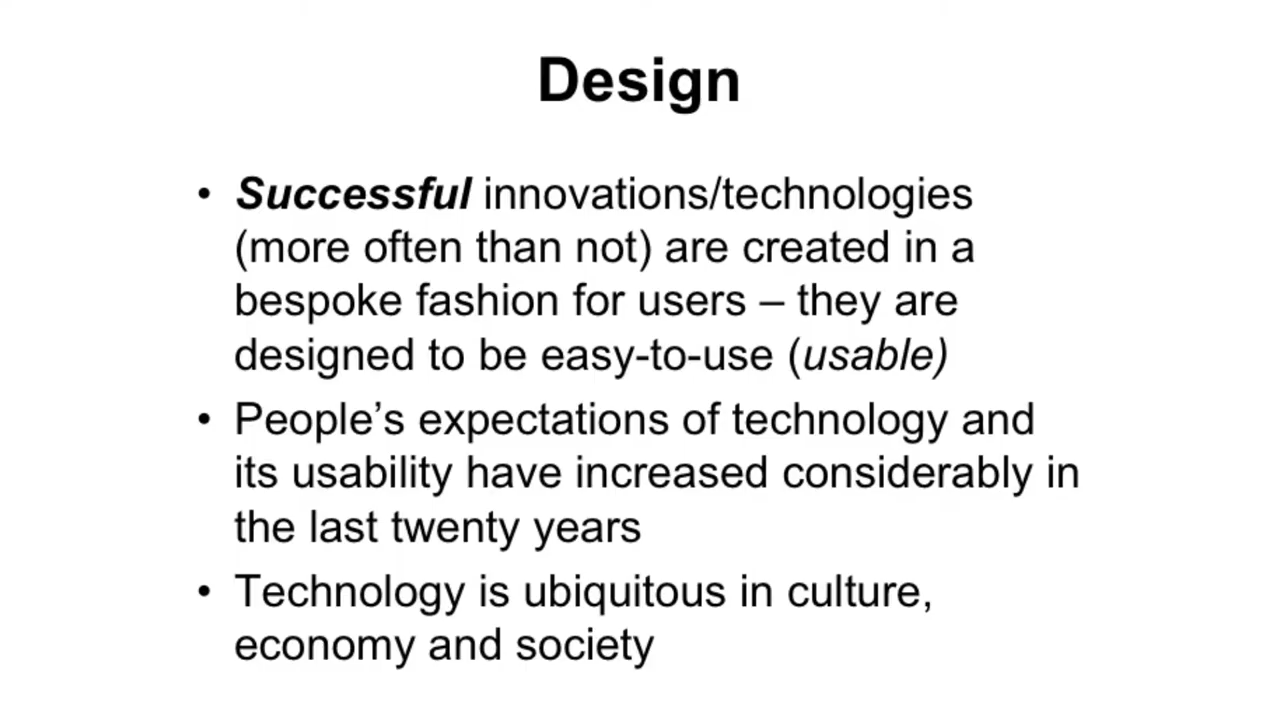 Design
• Successful innovations/technologies
(more often than not) are created in a
bespoke fashion for users – they are
designed to be easy-to-use (usable)
• People’s expectations of technology and
its usability have increased considerably in
the last twenty years
• Technology is ubiquitous in culture,
economy and society